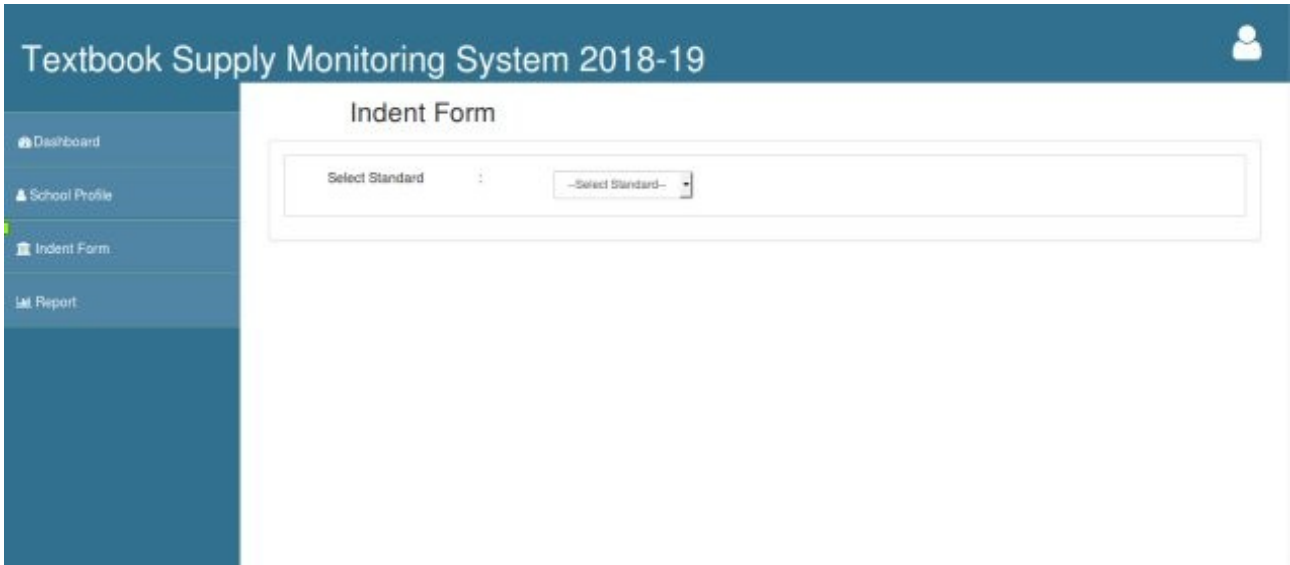 Textbook Supply Monitoring System 2018-19
Dashboard
School Profile
Indent Form
Report
Indent Form
Select Standard :
--Select Standard--